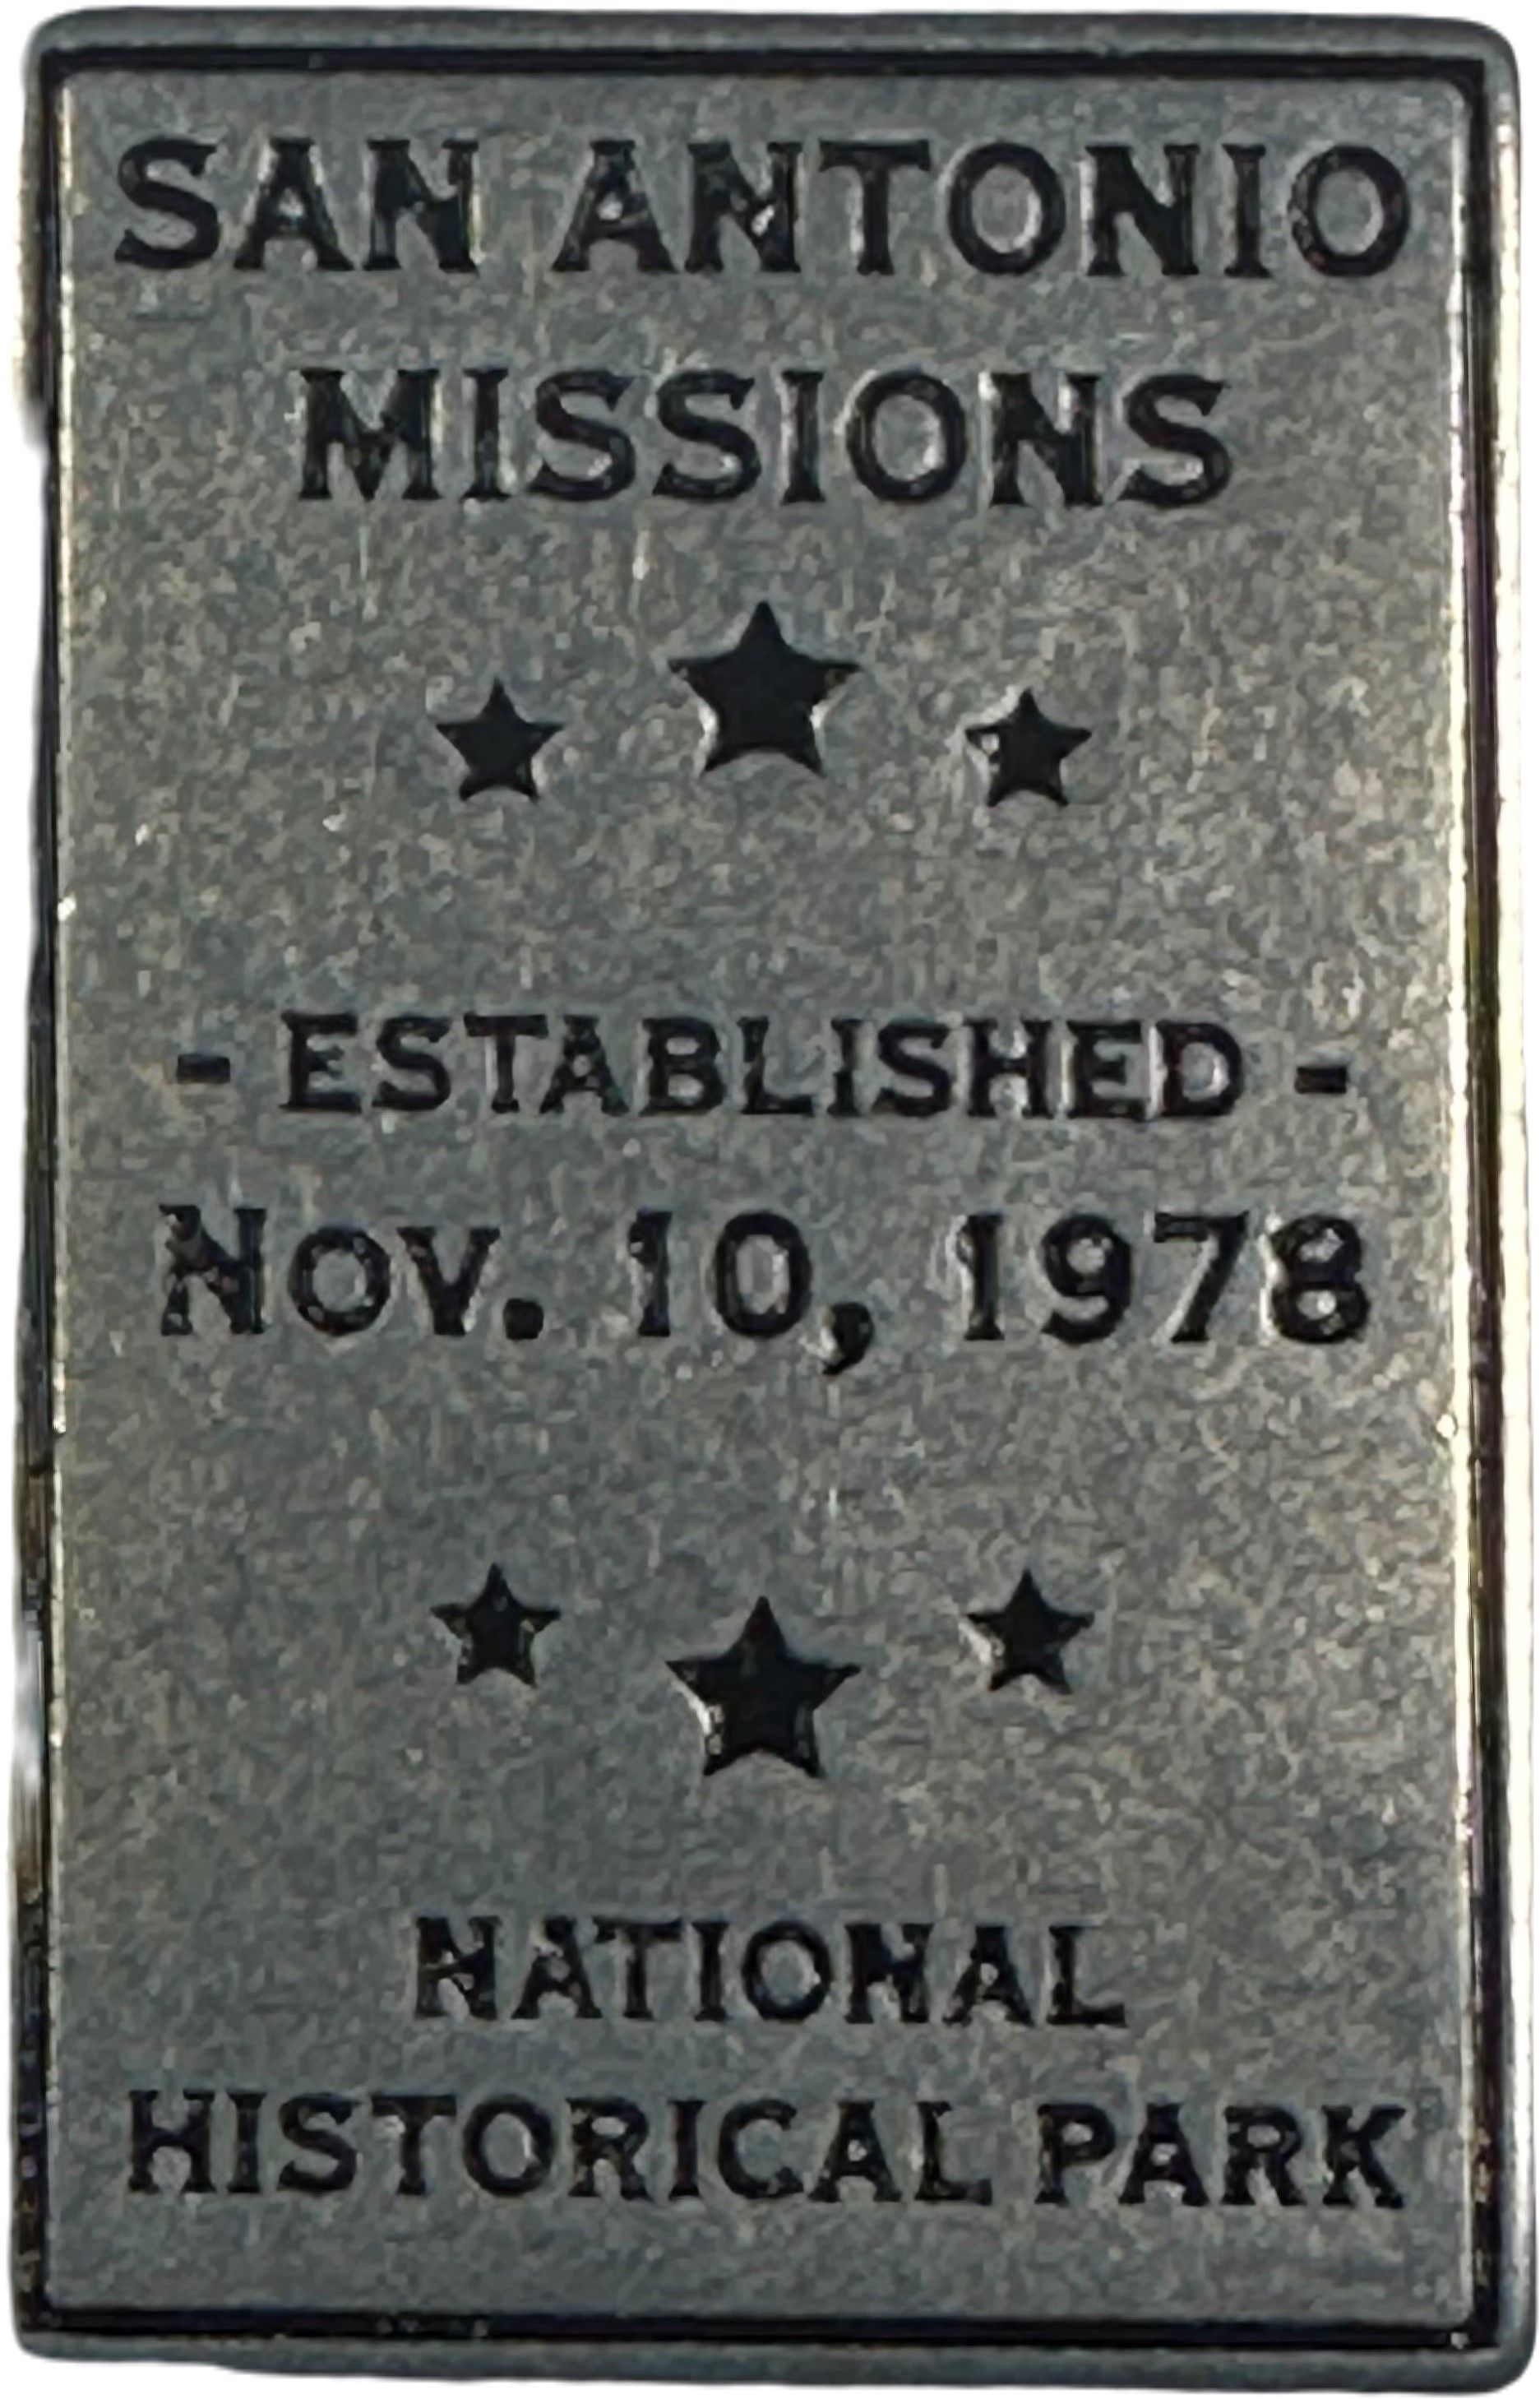 SAN ANTONIO
MISSIONS
- ESTABLISHED -
NOV. 10, 1978
NATIONAL
HISTORICAL PARK